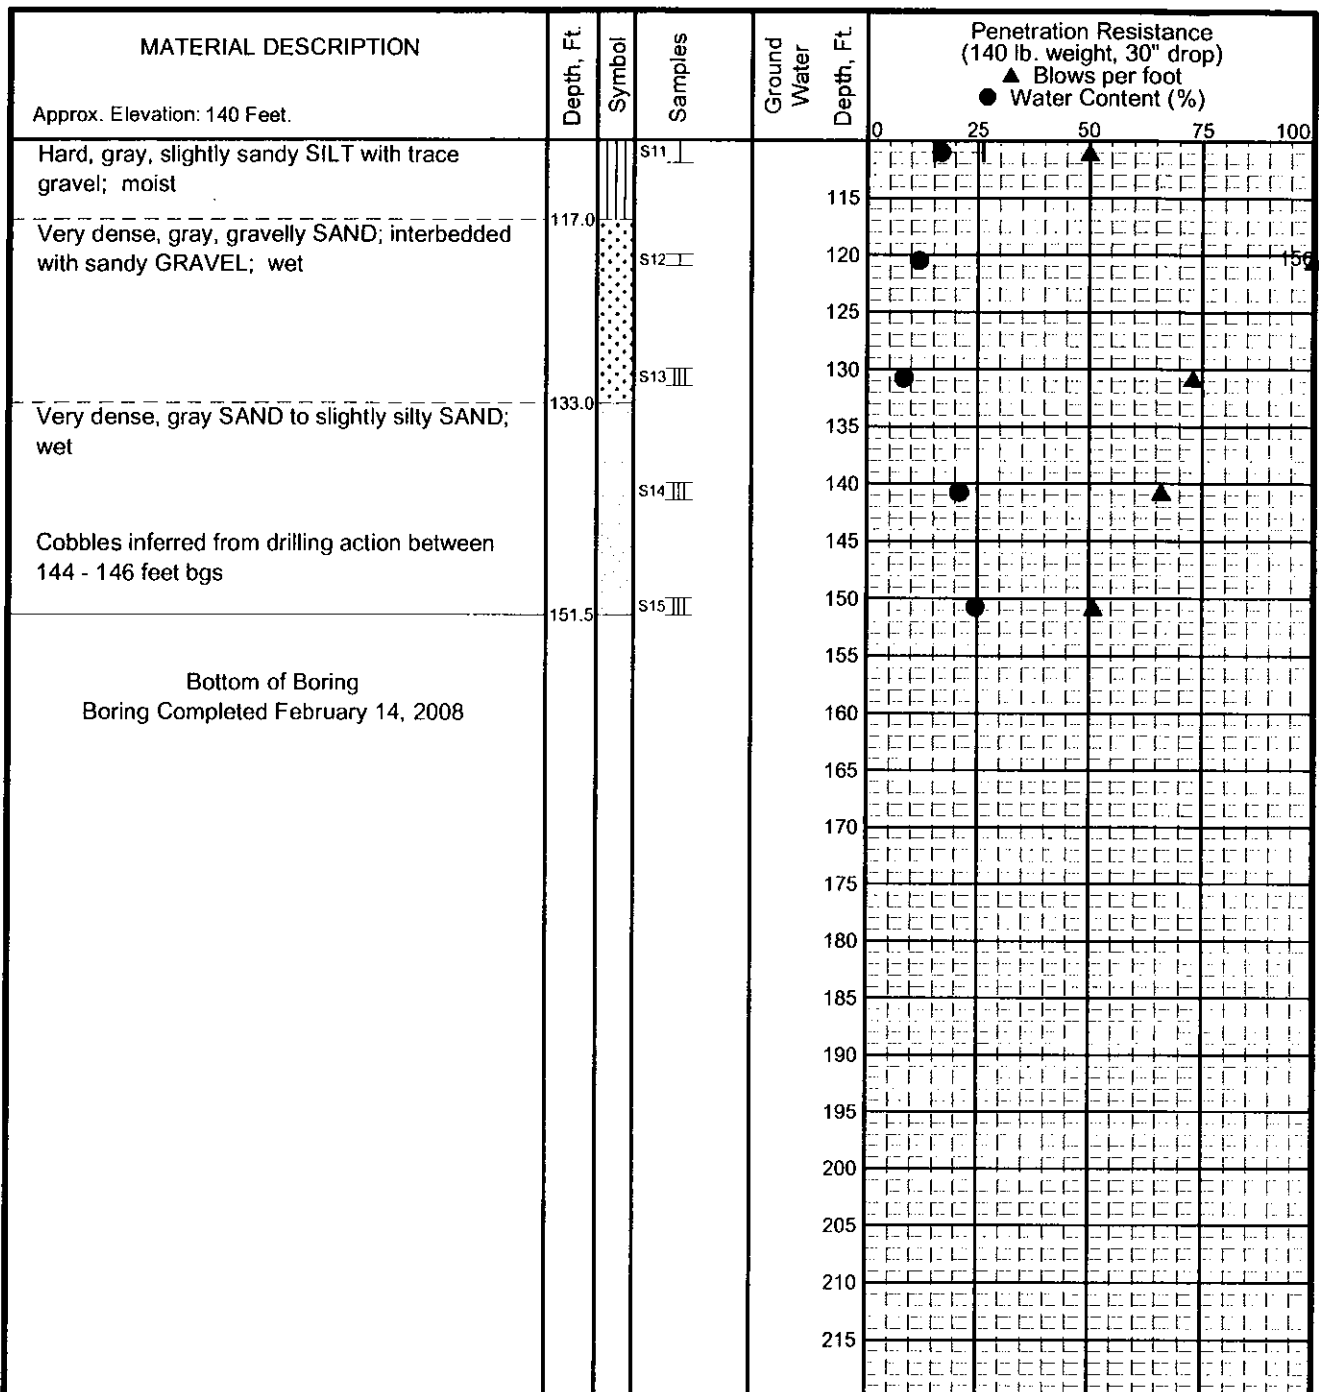 MATERIAL DESCRIPTION
Approx. Elevation: 140 Feet.
Depth, Ft.
Symbol
Samples
Ground
Water
Depth, Ft.
Penetration Resistance
(140 lb. weight, 30" drop)
▲ Blows per foot
● Water Content (%)
0 25 50 75 100
Hard, gray, slightly sandy SILT with trace
gravel; moist
S11
115
117.0
Very dense, gray, gravelly SAND; interbedded
with sandy GRAVEL; wet
S12
120
156
125
S13
130
133.0
Very dense, gray SAND to slightly silty SAND;
wet
135
S14
140
Cobbles inferred from drilling action between
144 - 146 feet bgs
145
S15
150
151.5
155
Bottom of Boring
Boring Completed February 14, 2008
160
165
170
175
180
185
190
195
200
205
210
215